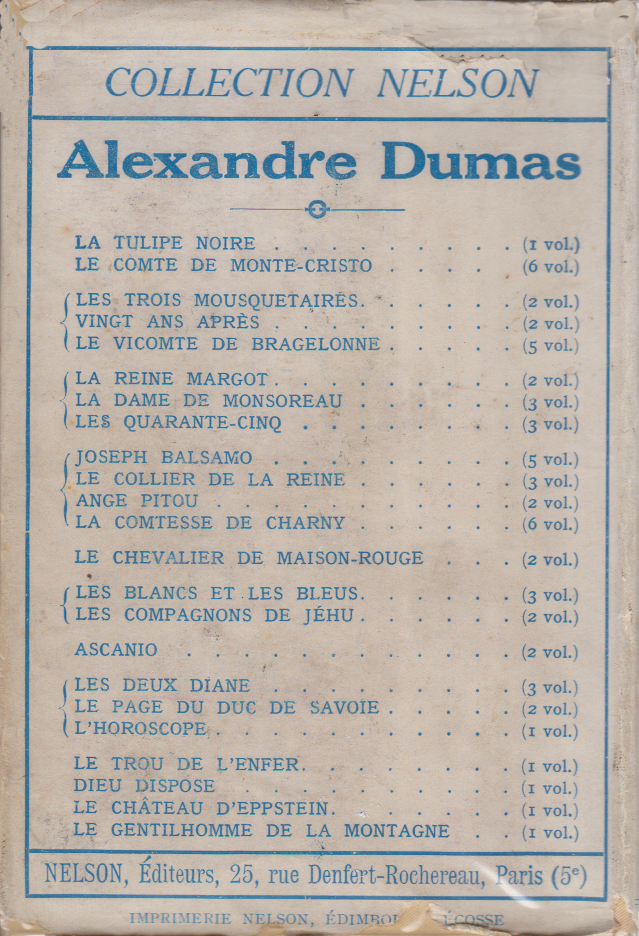 COLLECTION NELSON
Alexandre Dumas
LA TULIPE NOIRE . . . . . . . . . (1 vol.)
LE COMTE DE MONTE-CRISTO . . . . (6 vol.)
LES TROIS MOUSQUETAIRES. . . . . . (2 vol.)
VINGT ANS APRÈS . . . . . . . . . (2 vol.)
LE VICOMTE DE BRAGELONNE . . . . . (5 vol.)
LA REINE MARGOT . . . . . . . . . (2 vol.)
LA DAME DE MONSOREAU . . . . . . (3 vol.)
LES QUARANTE-CINQ . . . . . . . . (3 vol.)
JOSEPH BALSAMO . . . . . . . . . (5 vol.)
LE COLLIER DE LA REINE . . . . . . (3 vol.)
ANGE PITOU . . . . . . . . . . . (2 vol.)
LA COMTESSE DE CHARNY . . . . . . (6 vol.)
LE CHEVALIER DE MAISON-ROUGE . . . (2 vol.)
LES BLANCS ET LES BLEUS. . . . . . (3 vol.)
LES COMPAGNONS DE JÉHU . . . . . . (2 vol.)
ASCANIO . . . . . . . . . . . . (2 vol.)
LES DEUX DIANE . . . . . . . . . (3 vol.)
LE PAGE DU DUC DE SAVOIE . . . . . (2 vol.)
L'HOROSCOPE . . . . . . . . . . . (1 vol.)
LE TROU DE L'ENFER. . . . . . . . (1 vol.)
DIEU DISPOSE . . . . . . . . . . (1 vol.)
LE CHÂTEAU D'EPPSTEIN. . . . . . . (1 vol.)
LE GENTILHOMME DE LA MONTAGNE . . (1 vol.)
NELSON, Éditeurs, 25, rue Denfert-Rochereau, Paris (5e)
IMPRIMERIE NELSON, ÉCOSSE